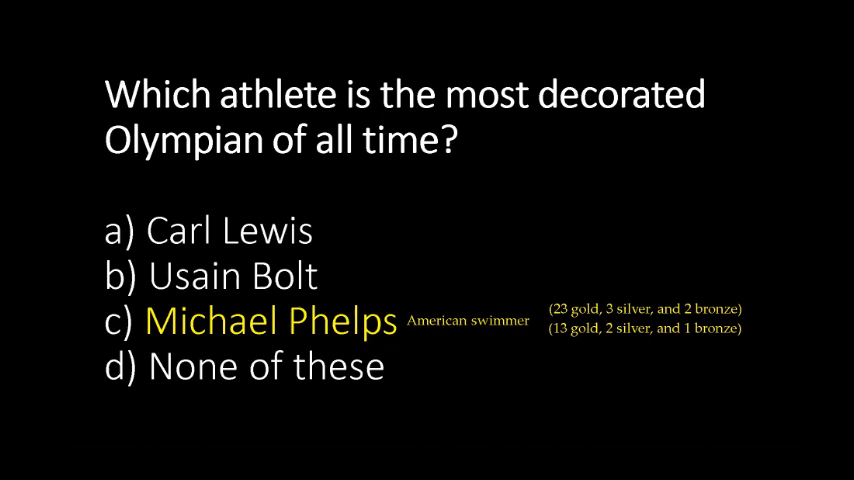 Which athlete is the most decorated
Olympian of all time?
a) Carl Lewis
b) Usain Bolt
c) Michael Phelps American swimmer (23 gold, 3 silver, and 2 bronze)
(13 gold, 2 silver, and 1 bronze)
d) None of these